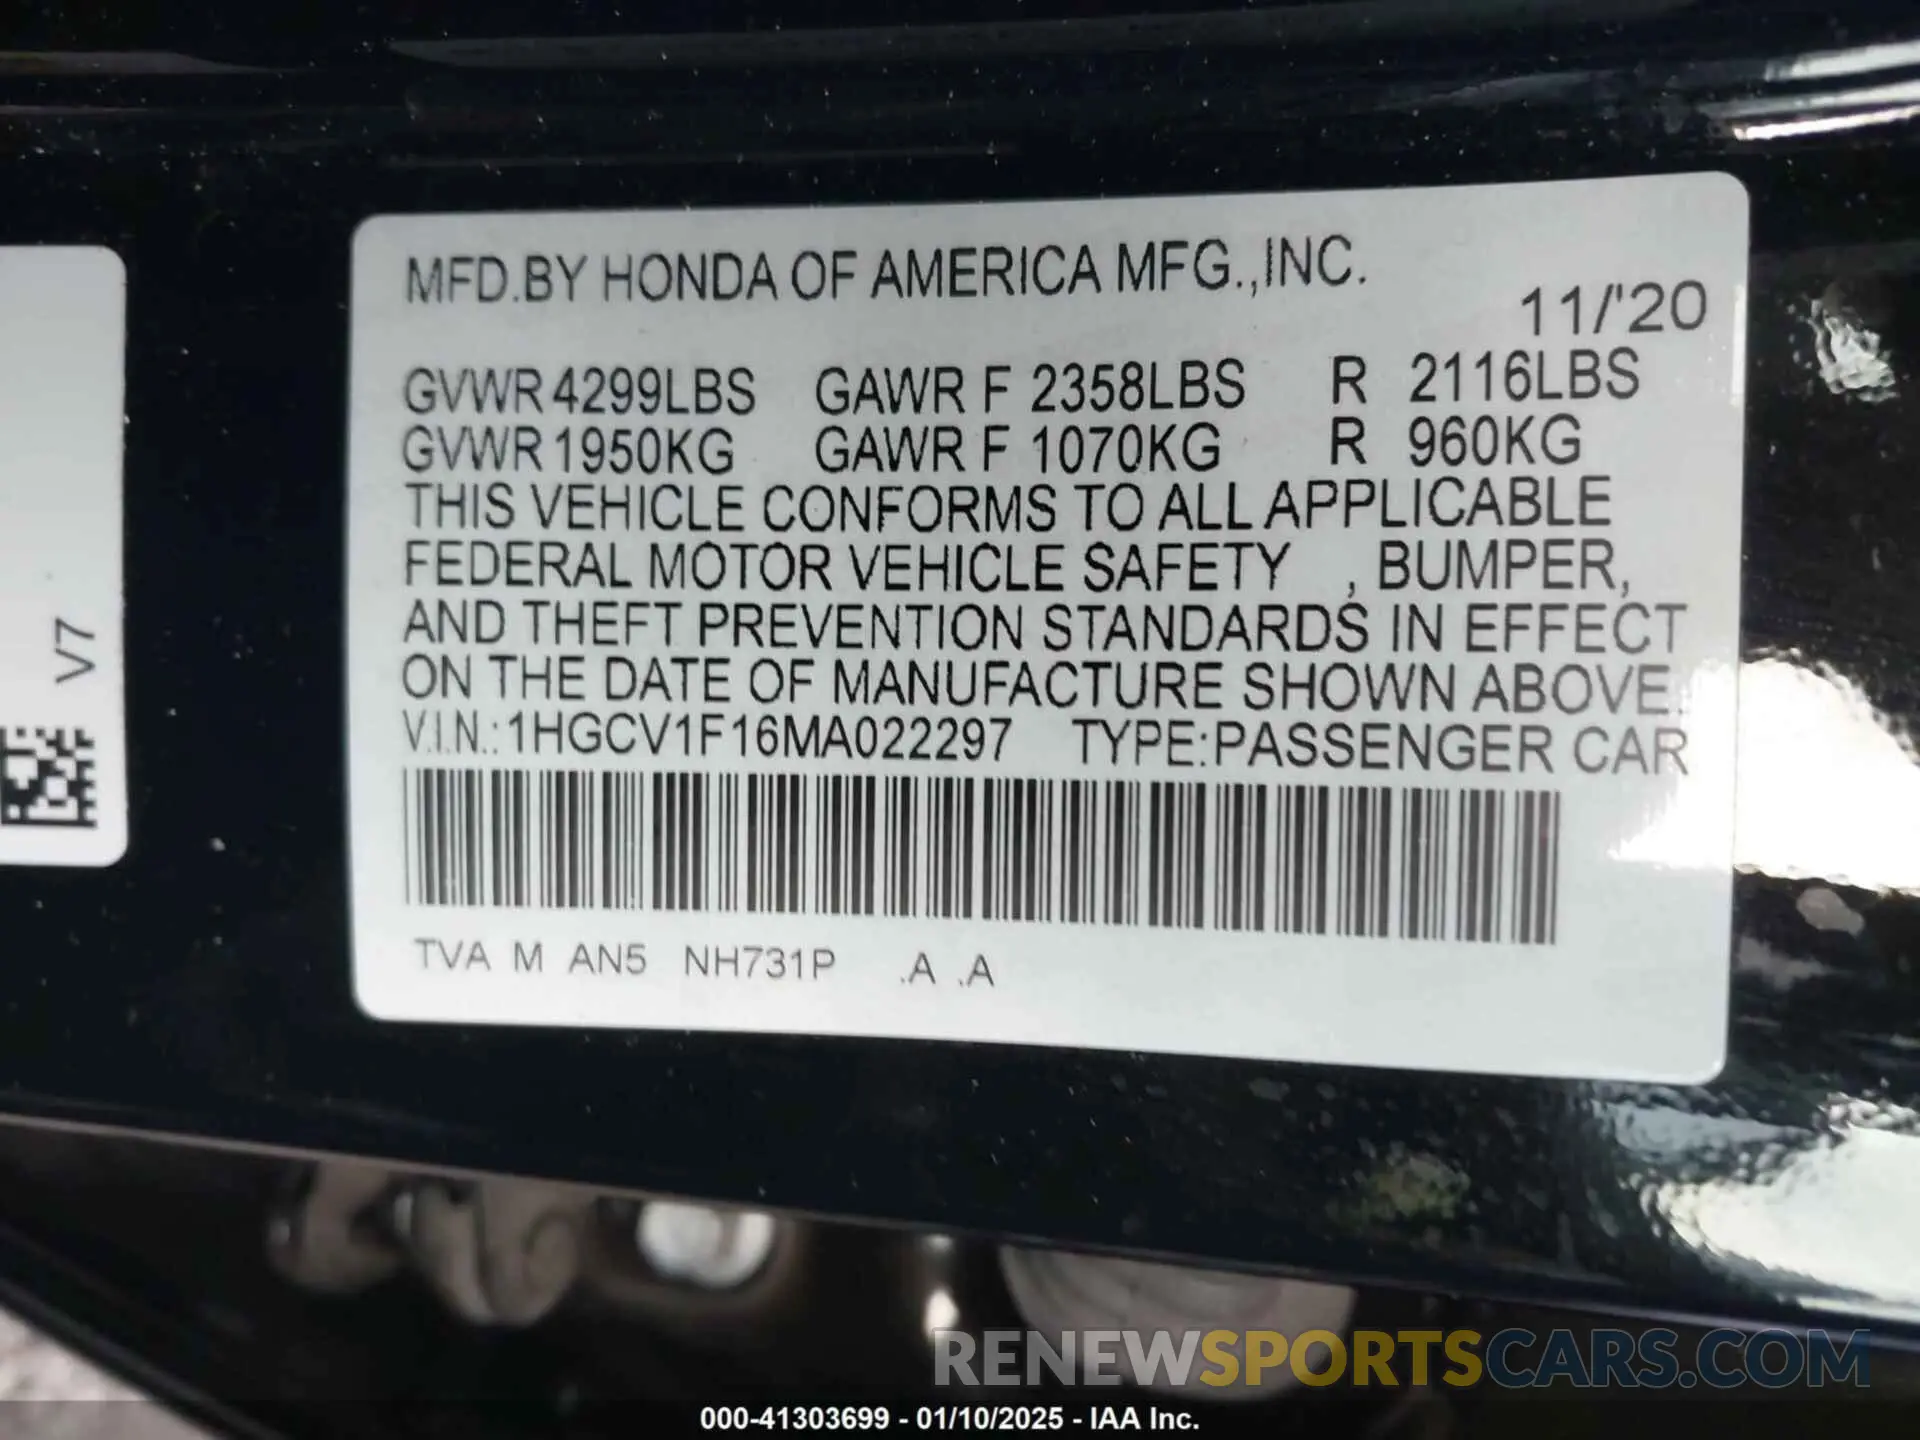 MFD.BY HONDA OF AMERICA MFG.,INC.
11/'20
GVWR 4299LBS GAWR F 2358LBS R 2116LBS
GVWR 1950KG GAWR F 1070KG R 960KG
THIS VEHICLE CONFORMS TO ALL APPLICABLE
FEDERAL MOTOR VEHICLE SAFETY , BUMPER,
AND THEFT PREVENTION STANDARDS IN EFFECT
ON THE DATE OF MANUFACTURE SHOWN ABOVE.
V.I.N.: 1HGCV1F16MA022297 TYPE:PASSENGER CAR
TVA M AN5 NH731P .A .A
V7
RENEWSPORTSCARS.COM
000-41303699 - 01/10/2025 - IAA Inc.